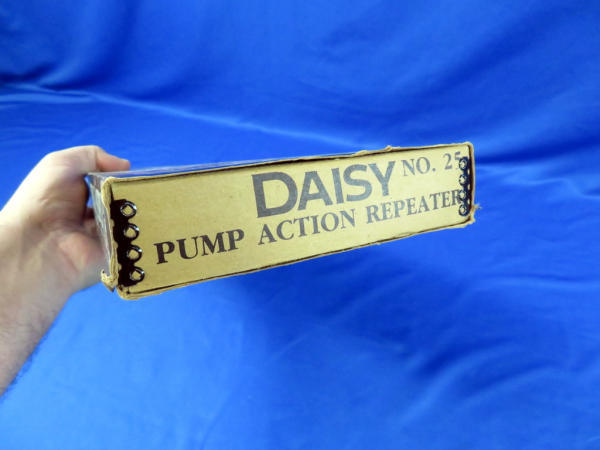 DAISY NO. 25
PUMP ACTION REPEATER